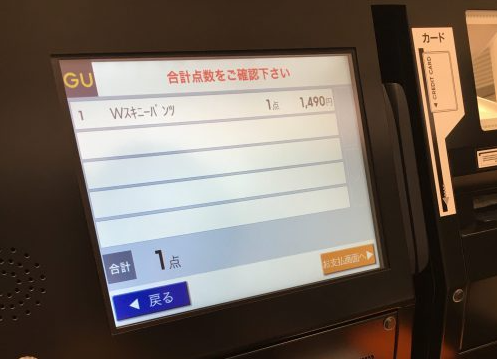 GU
合計点数をご確認下さい
1 Wスキニーパンツ 1点 1,490円
合計 1点
◀ 戻る
お支払画面へ▶
カード
◀ CREDIT CARD